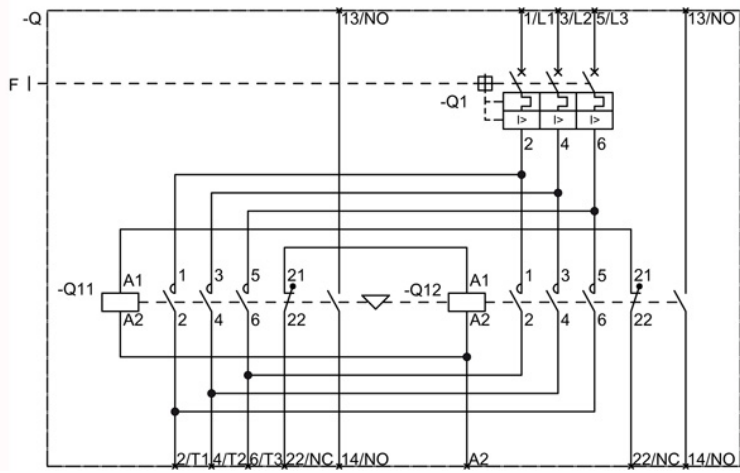 -Q 13/NO 1/L1 3/L2 5/L3 13/NO
F
-Q1
I> I> I>
2 4 6
-Q11 A1 1 3 5 21 -Q12 A1 1 3 5 21
A2 2 4 6 22 A2 2 4 6 22
2/T1 4/T2 6/T3 22/NC 14/NO A2 22/NC 14/NO